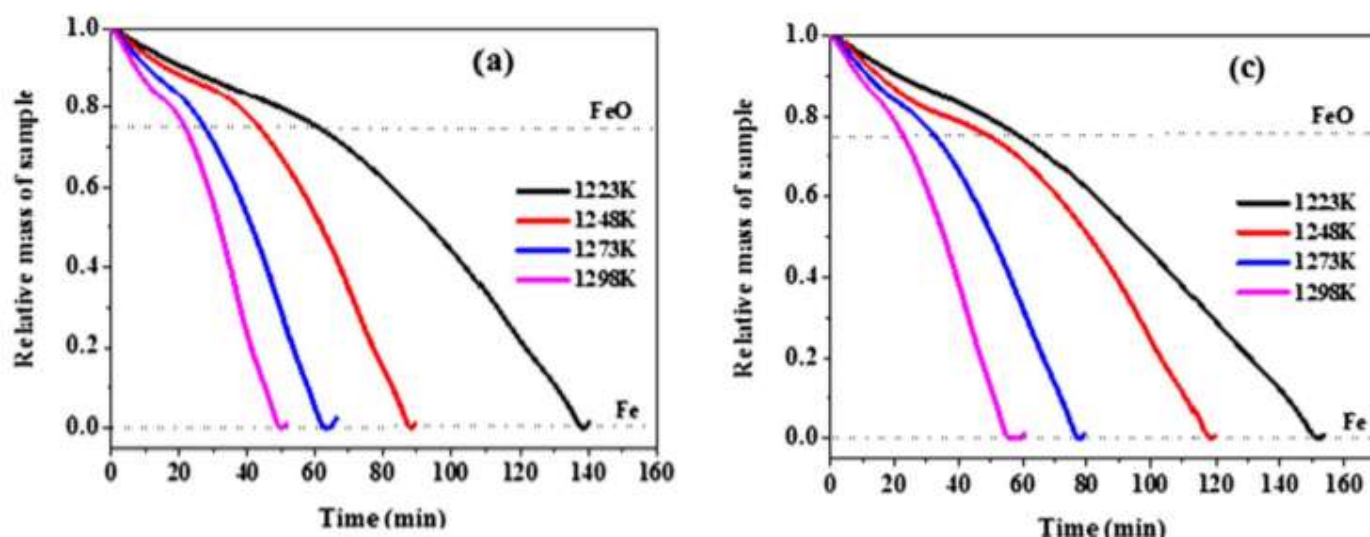 Relative mass of sample
1.0
0.8
0.6
0.4
0.2
0.0
(a)
FeO
1223K
1248K
1273K
1298K
Fe
0 20 40 60 80 100 120 140 160
Time (min)
Relative mass of sample
1.0
0.8
0.6
0.4
0.2
0.0
(c)
FeO
1223K
1248K
1273K
1298K
Fe
0 20 40 60 80 100 120 140 160
Time (min)